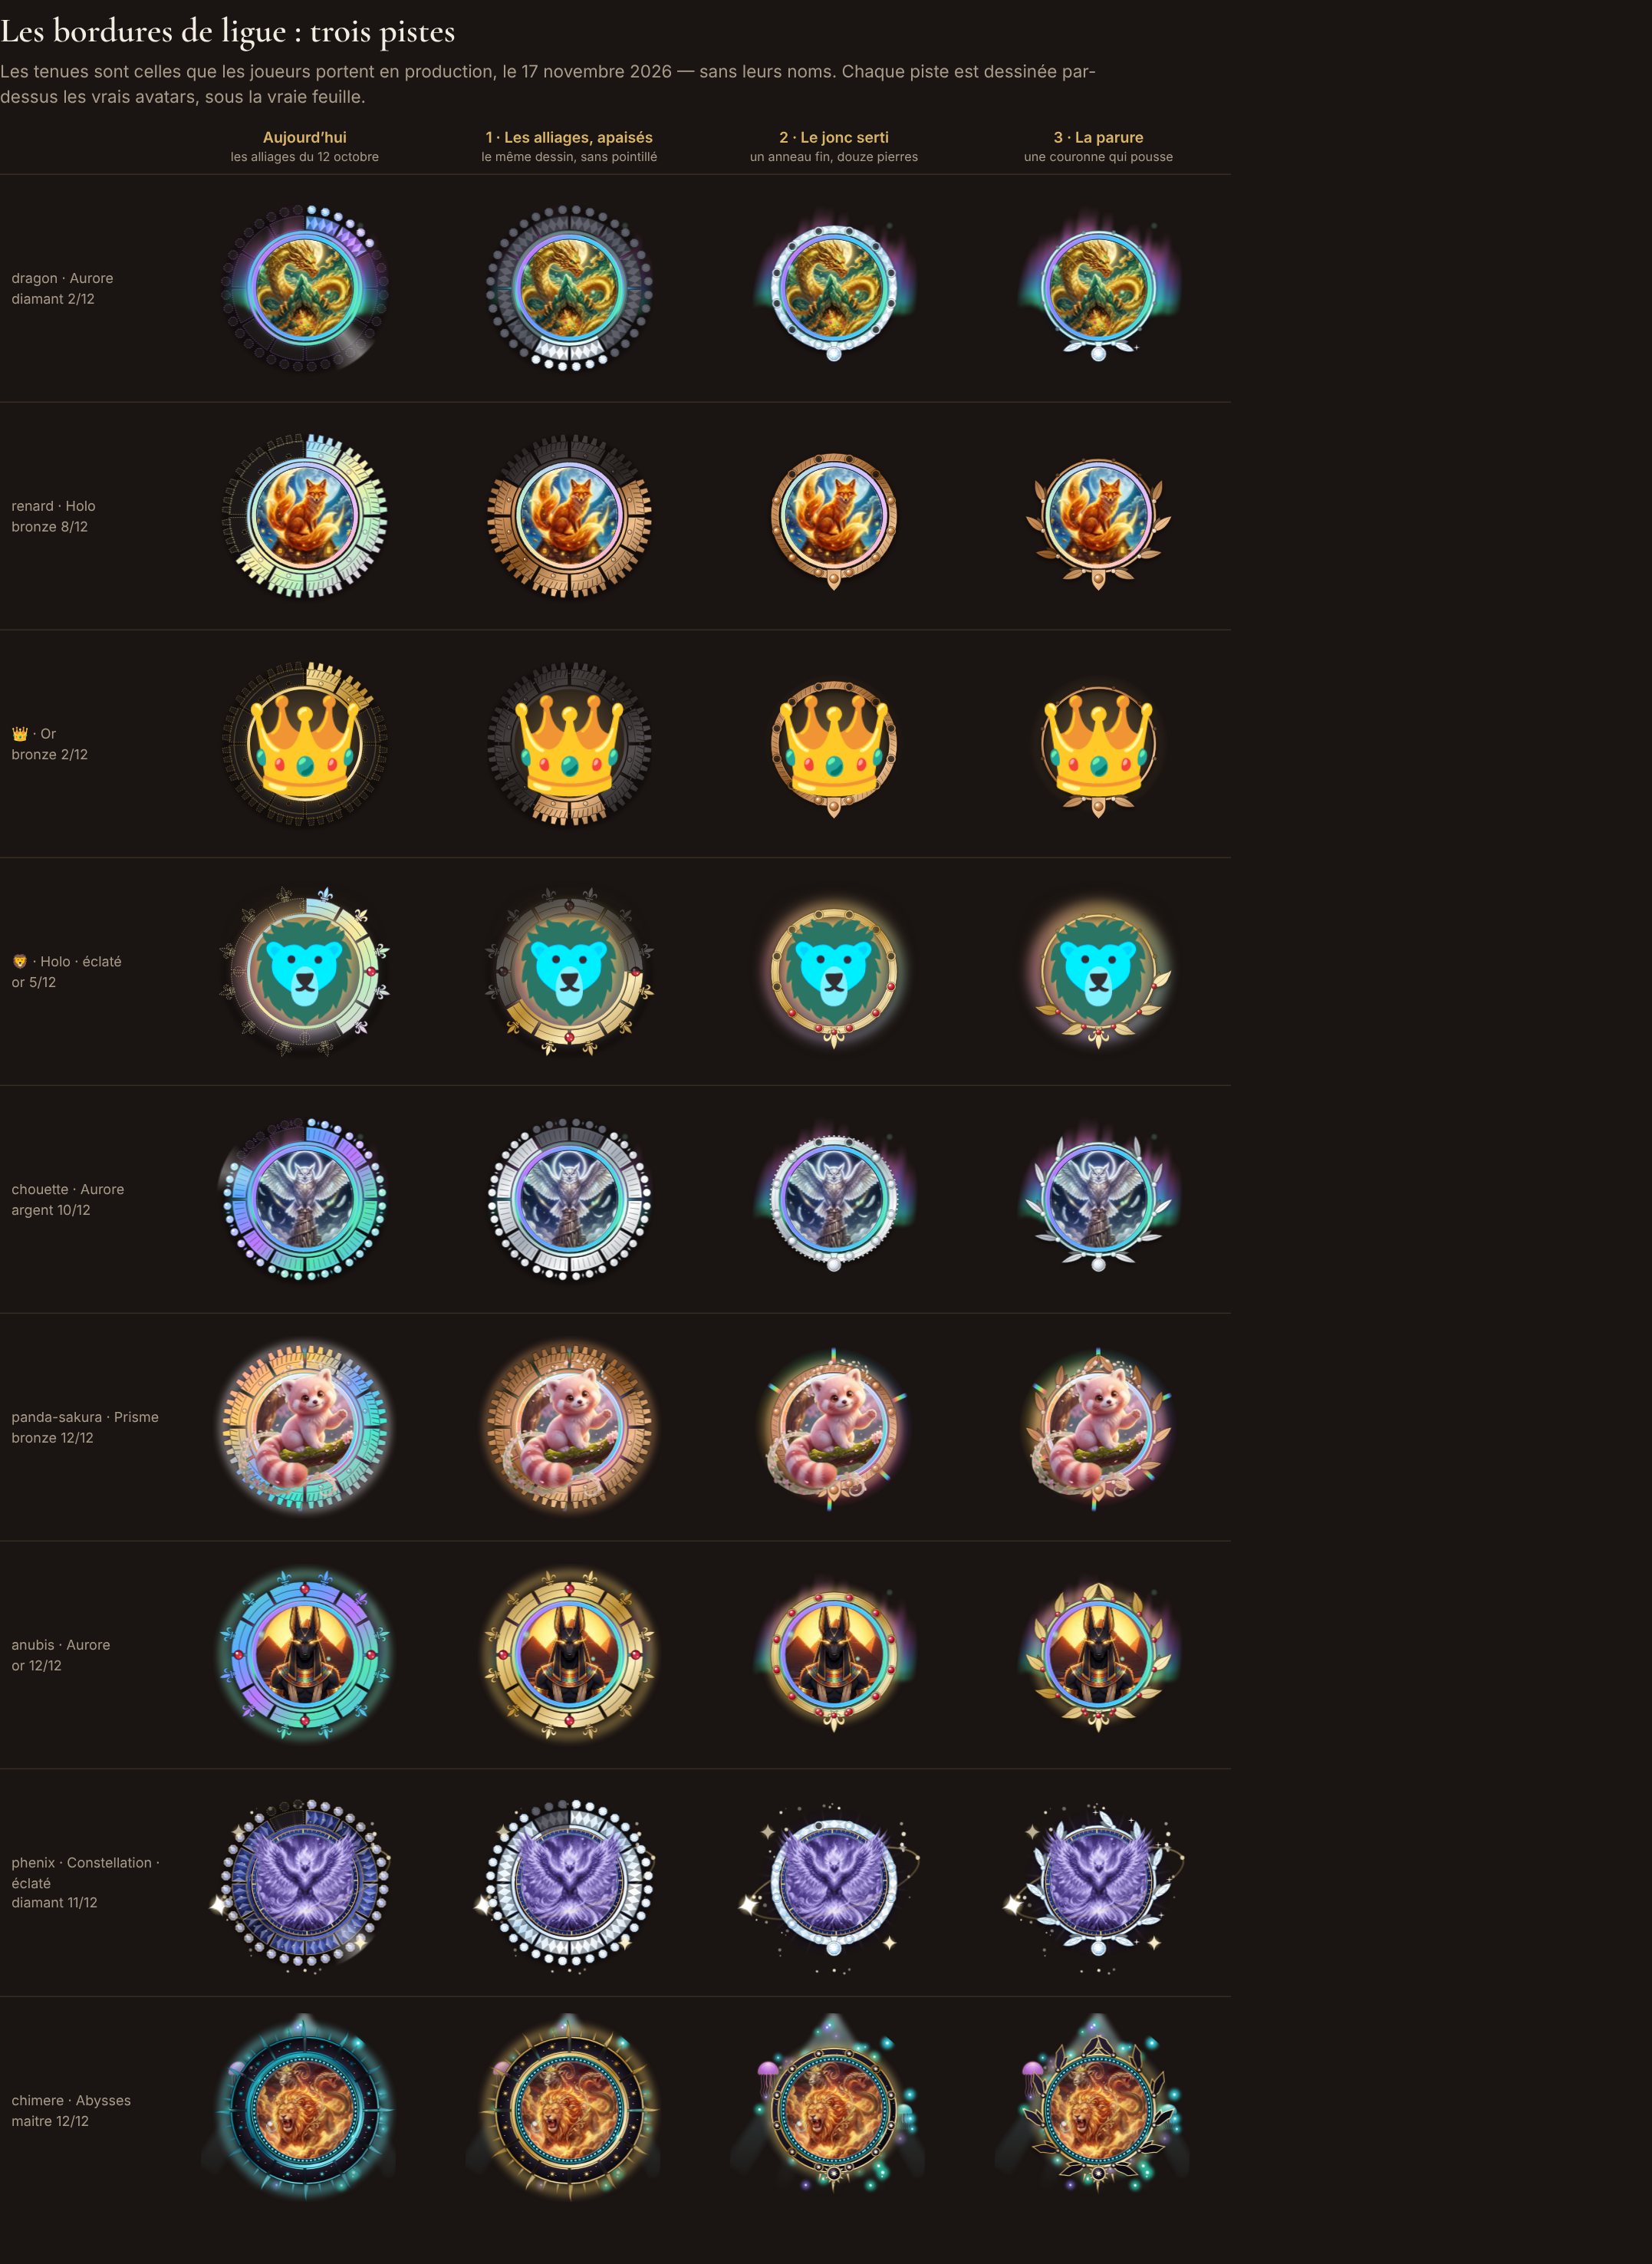 Les bordures de ligue : trois pistes
Les tenues sont celles que les joueurs portent en production, le 17 novembre 2026 — sans leurs noms. Chaque piste est dessinée par-
dessus les vrais avatars, sous la vraie feuille.
Aujourd’hui
les alliages du 12 octobre
1 · Les alliages, apaisés
le même dessin, sans pointillé
2 · Le jonc serti
un anneau fin, douze pierres
3 · La parure
une couronne qui pousse
dragon · Aurore
diamant 2/12
renard · Holo
bronze 8/12
👑 · Or
bronze 2/12
🦁 · Holo · éclaté
or 5/12
chouette · Aurore
argent 10/12
panda-sakura · Prisme
bronze 12/12
anubis · Aurore
or 12/12
phenix · Constellation ·
éclaté
diamant 11/12
chimere · Abysses
maitre 12/12